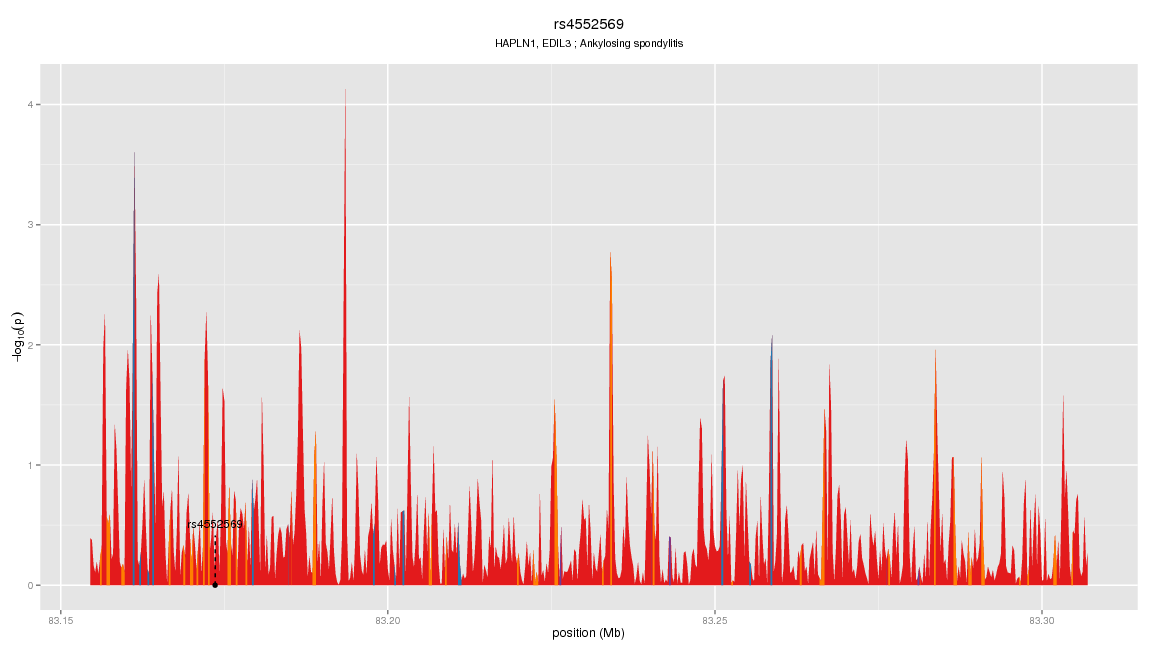 rs4552569
HAPLN1, EDIL3 ; Ankylosing spondylitis
4
3
2
1
0
−log10(p)
rs4552569
83.15 83.20 83.25 83.30
position (Mb)